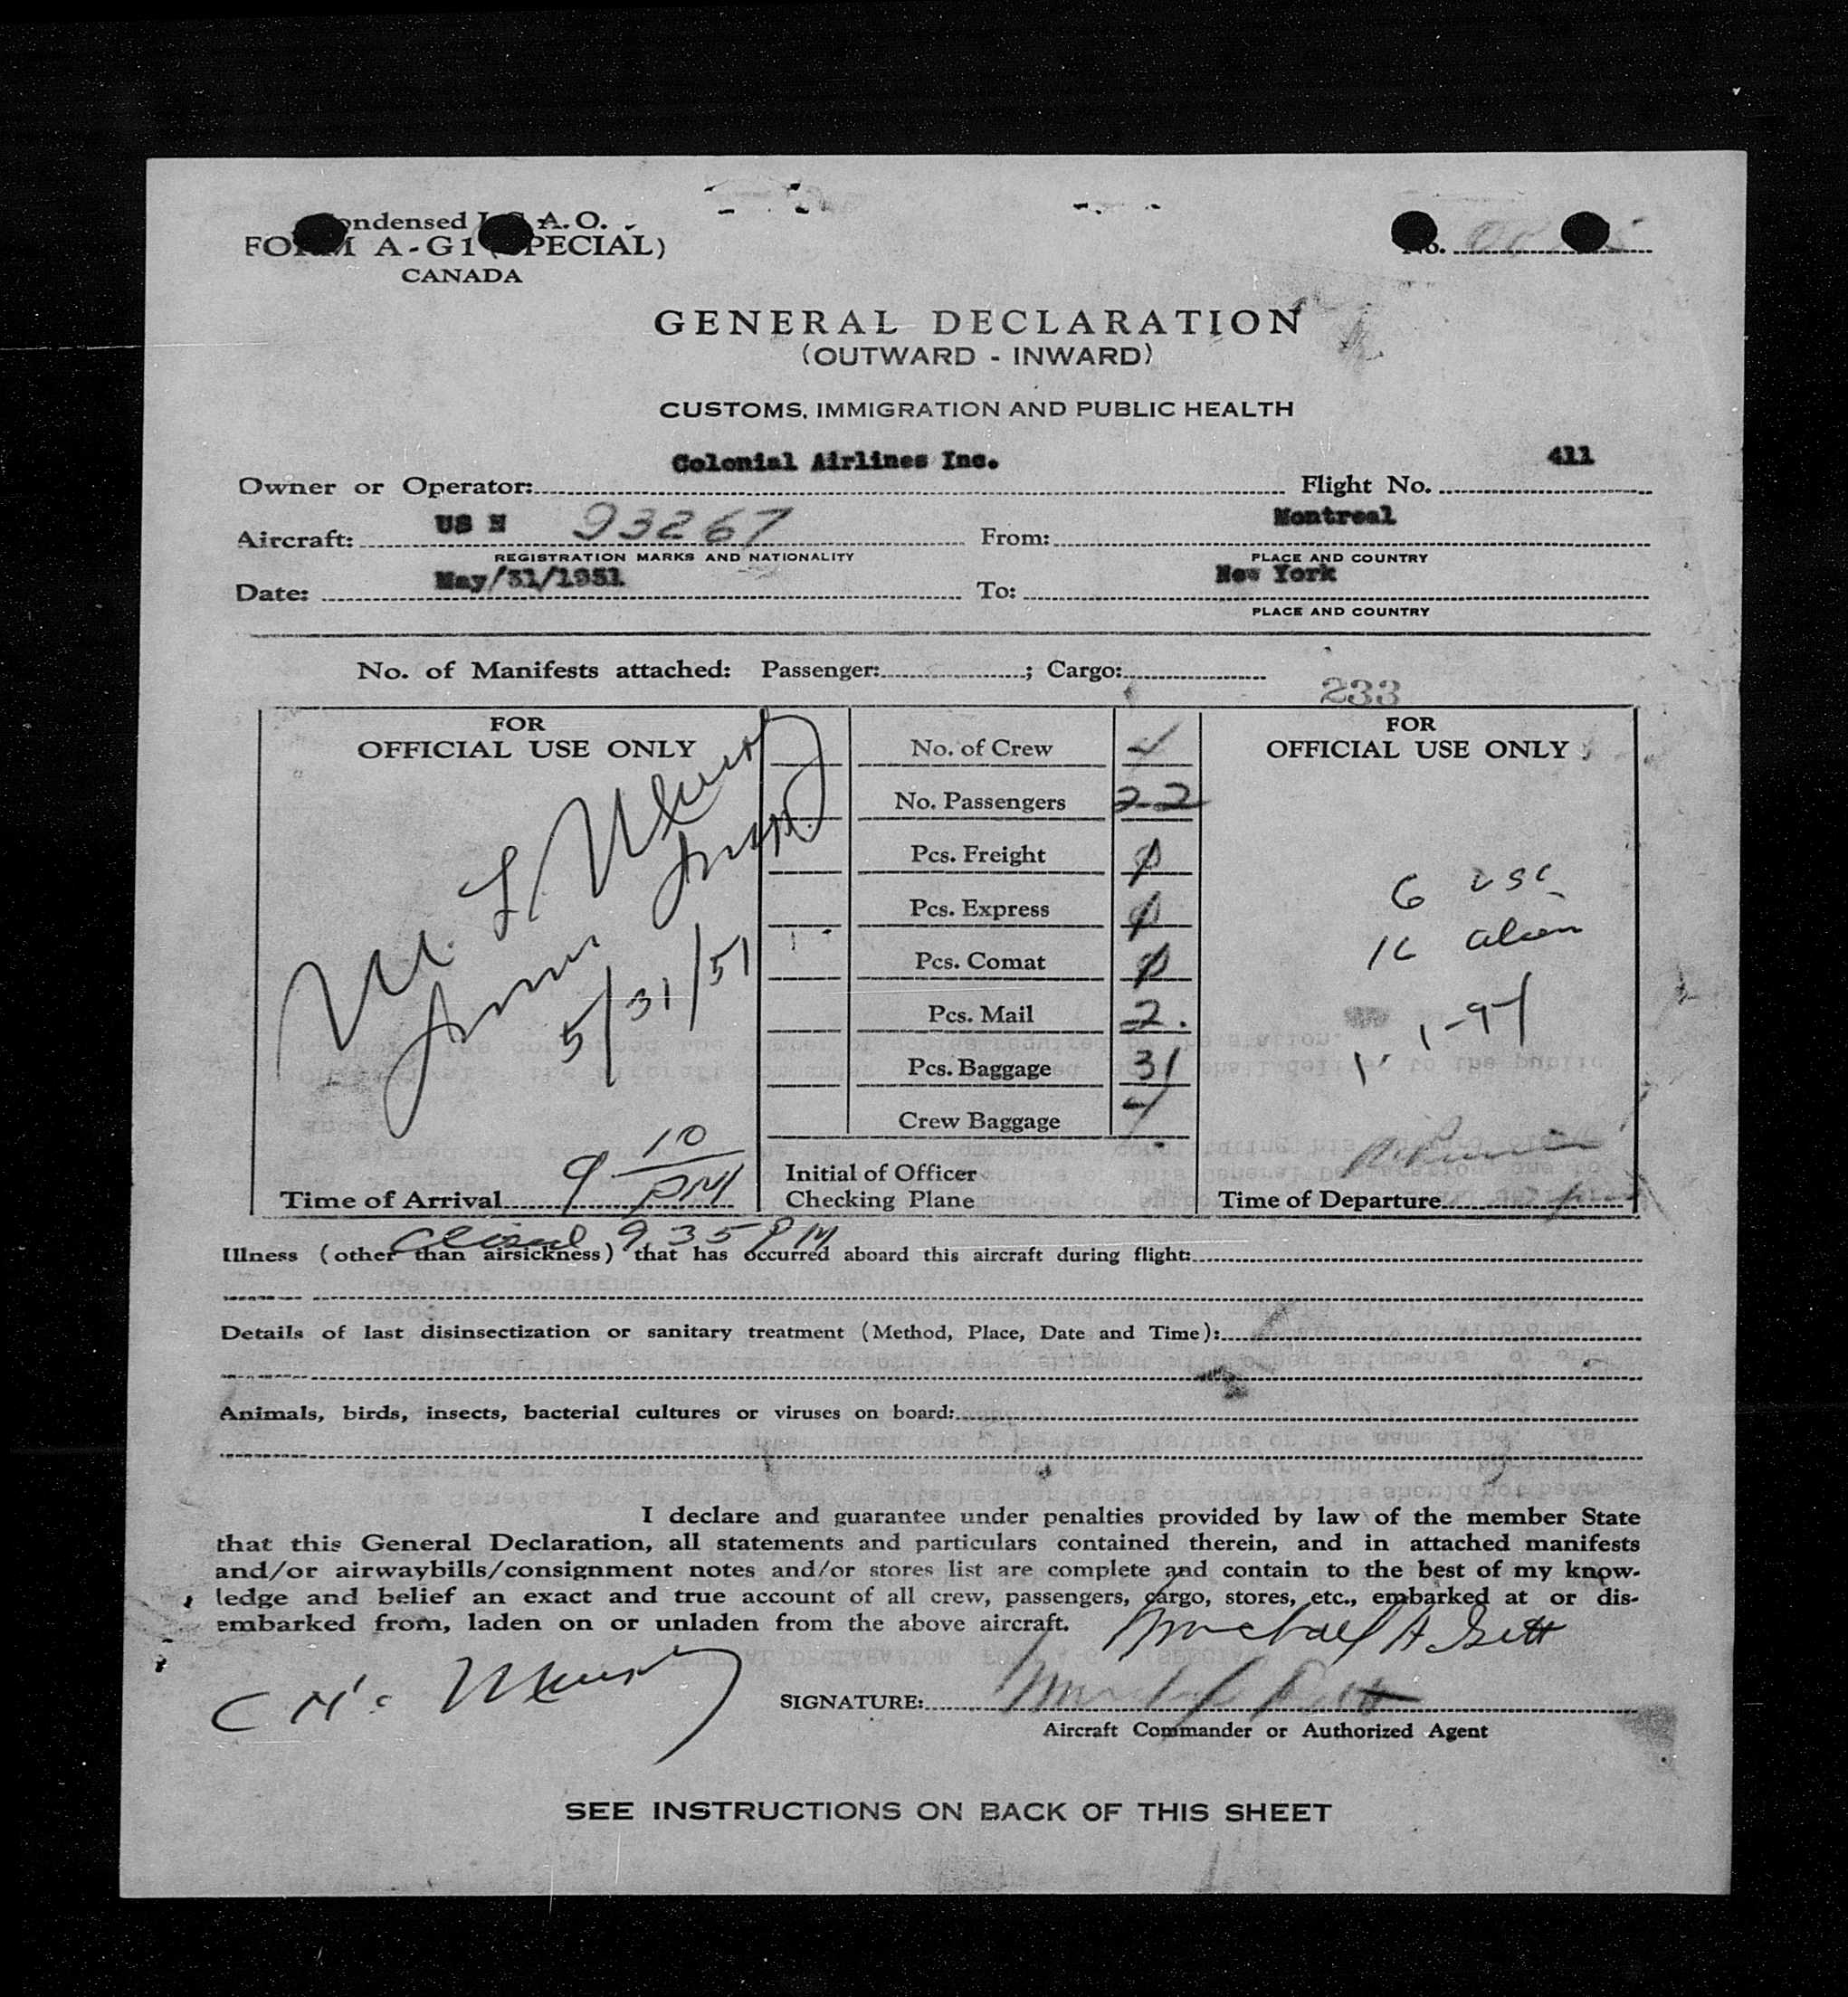 Condensed I.C.A.O.
FORM A-G1 (SPECIAL)
CANADA
No.
GENERAL DECLARATION
(OUTWARD - INWARD)
CUSTOMS, IMMIGRATION AND PUBLIC HEALTH
Owner or Operator: Colonial Airlines Inc. Flight No. 411
Aircraft: US N 93267 From: Montreal
REGISTRATION MARKS AND NATIONALITY PLACE AND COUNTRY
Date: May/31/1951 To: New York
PLACE AND COUNTRY
No. of Manifests attached: Passenger: ; Cargo:
233
FOR
OFFICIAL USE ONLY
5/31/51
Time of Arrival 9 10 PM
No. of Crew 4
No. Passengers 22
Pcs. Freight 0
Pcs. Express 0
Pcs. Comat 0
Pcs. Mail 2.
Pcs. Baggage 31
Crew Baggage 4
Initial of Officer
Checking Plane
FOR
OFFICIAL USE ONLY
6 usc
16 alien
1-94
Time of Departure
9 35 PM
Illness (other than airsickness) that has occurred aboard this aircraft during flight:
Details of last disinsectization or sanitary treatment (Method, Place, Date and Time):
Animals, birds, insects, bacterial cultures or viruses on board:
I declare and guarantee under penalties provided by law of the member State
that this General Declaration, all statements and particulars contained therein, and in attached manifests
and/or airwaybills/consignment notes and/or stores list are complete and contain to the best of my know-
ledge and belief an exact and true account of all crew, passengers, cargo, stores, etc., embarked at or dis-
embarked from, laden on or unladen from the above aircraft.
SIGNATURE:
Aircraft Commander or Authorized Agent
SEE INSTRUCTIONS ON BACK OF THIS SHEET